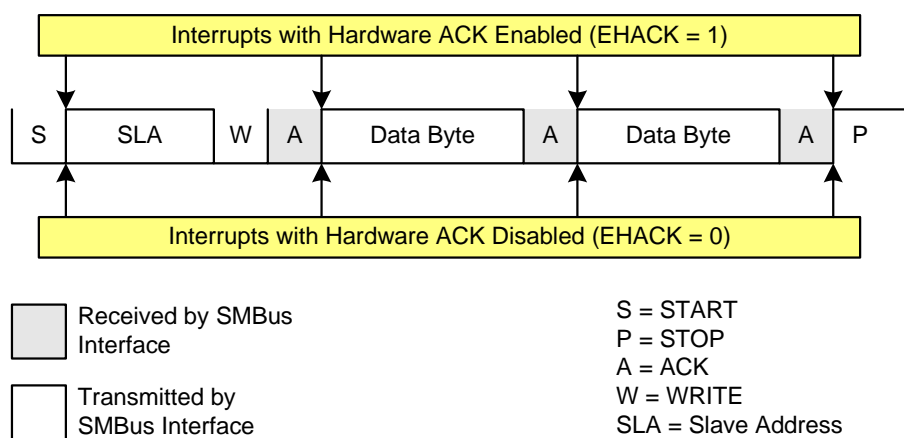 Interrupts with Hardware ACK Enabled (EHACK = 1)
S SLA W A Data Byte A Data Byte A P
Interrupts with Hardware ACK Disabled (EHACK = 0)
Received by SMBus
Interface
Transmitted by
SMBus Interface
S = START
P = STOP
A = ACK
W = WRITE
SLA = Slave Address